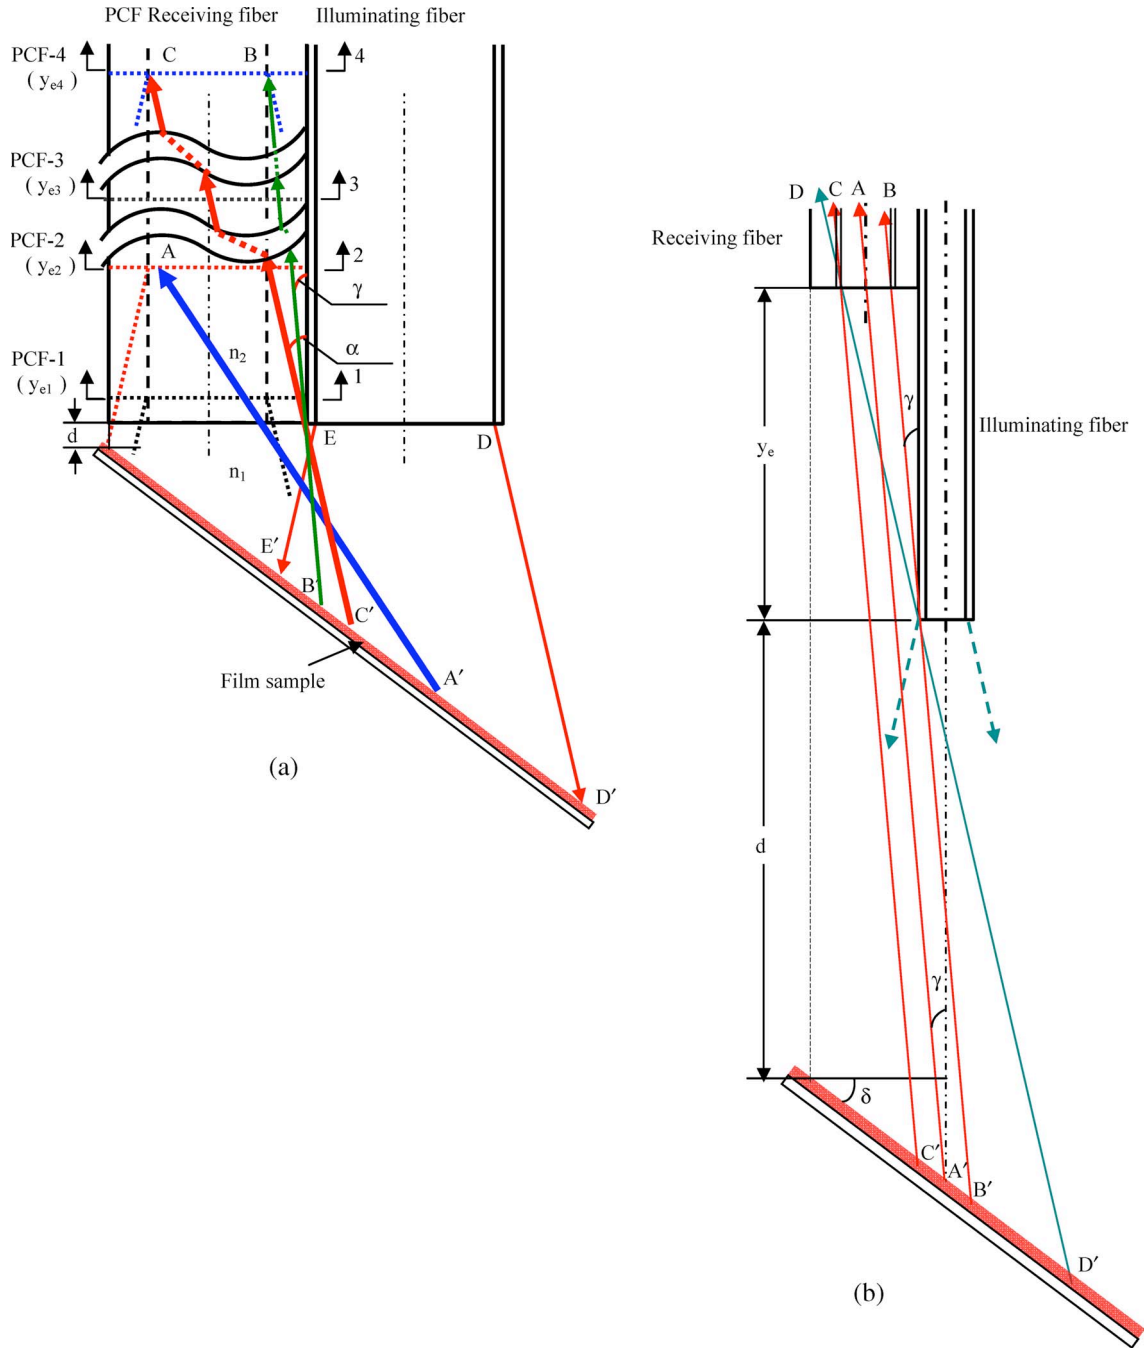 PCF Receiving fiber
Illuminating fiber
PCF-4
( yₑ₄ )
C
B
4
PCF-3
( yₑ₃ )
3
PCF-2
( yₑ₂ )
A
2
γ
n₂
α
PCF-1
( yₑ₁ )
1
d
E
D
n₁
E′
B′
C′
Film sample
A′
D′
(a)
D
C
A
B
Receiving fiber
γ
Illuminating fiber
yₑ
d
γ
δ
C′
A′
B′
D′
(b)